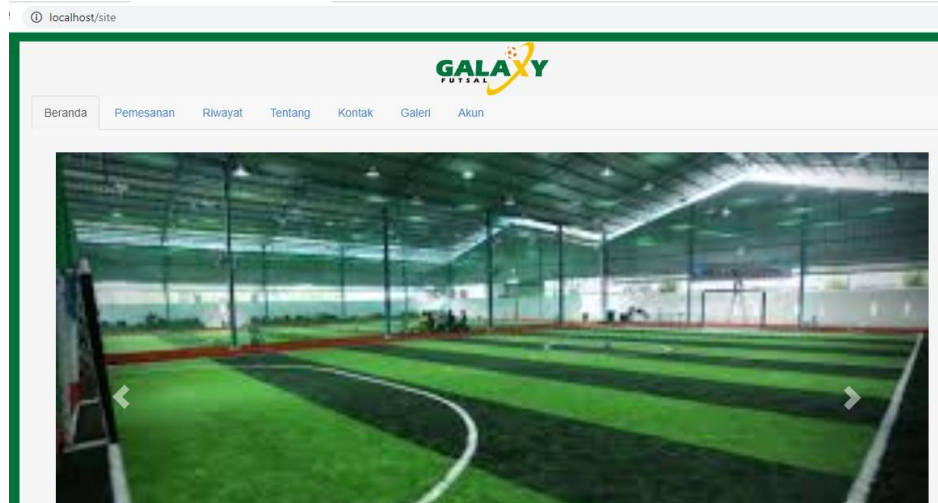 localhost/site
GALAXY
FUTSAL
Beranda Pemesanan Riwayat Tentang Kontak Galeri Akun